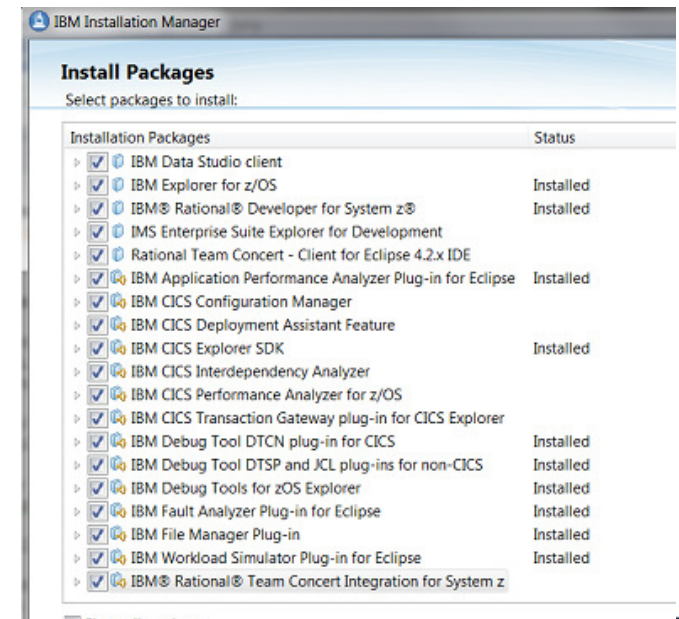 IBM Installation Manager
Install Packages
Select packages to install:
Installation Packages Status
IBM Data Studio client
IBM Explorer for z/OS Installed
IBM® Rational® Developer for System z® Installed
IMS Enterprise Suite Explorer for Development
Rational Team Concert - Client for Eclipse 4.2.x IDE
IBM Application Performance Analyzer Plug-in for Eclipse Installed
IBM CICS Configuration Manager
IBM CICS Deployment Assistant Feature
IBM CICS Explorer SDK Installed
IBM CICS Interdependency Analyzer
IBM CICS Performance Analyzer for z/OS
IBM CICS Transaction Gateway plug-in for CICS Explorer
IBM Debug Tool DTCN plug-in for CICS Installed
IBM Debug Tool DTSP and JCL plug-ins for non-CICS Installed
IBM Debug Tools for zOS Explorer Installed
IBM Fault Analyzer Plug-in for Eclipse Installed
IBM File Manager Plug-in Installed
IBM Workload Simulator Plug-in for Eclipse Installed
IBM® Rational® Team Concert Integration for System z